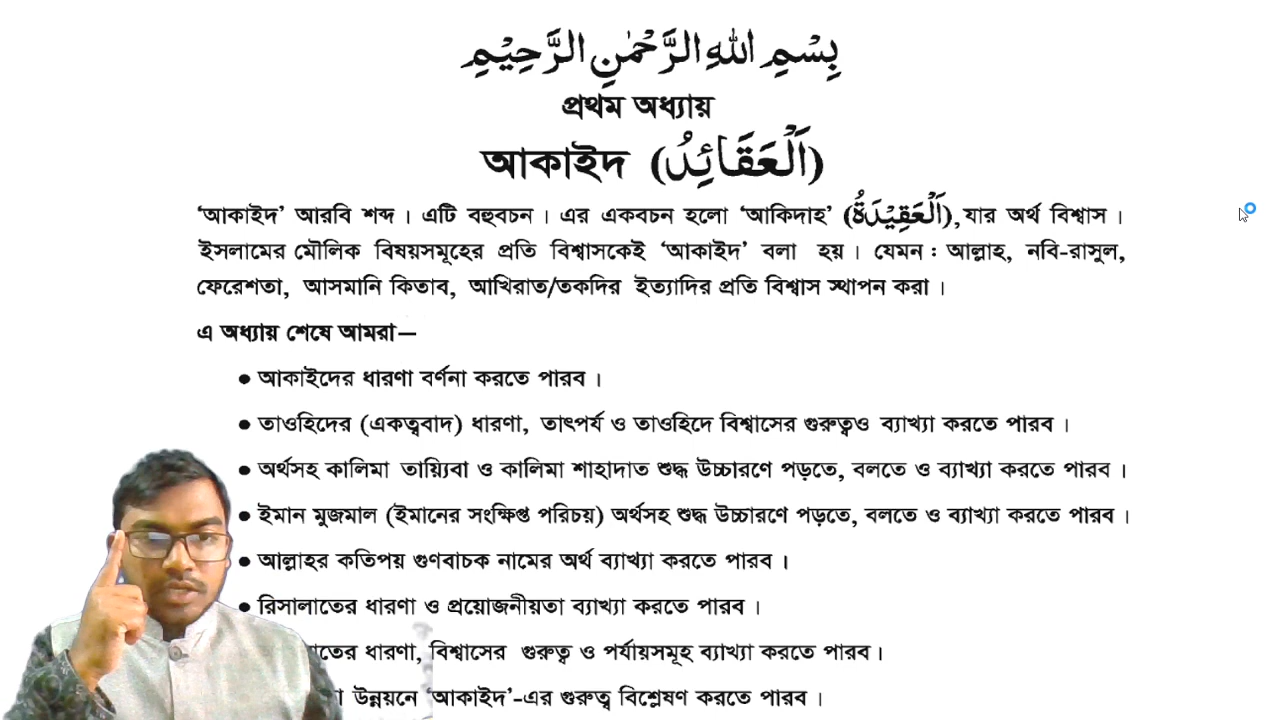 بِسْمِ اللهِ الرَّحْمٰنِ الرَّحِيْمِ
প্রথম অধ্যায়
আকাইদ (اَلْعَقَائِدُ)
‘আকাইদ’ আরবি শব্দ । এটি বহুবচন । এর একবচন হলো ‘আকিদাহ’ (اَلْعَقِيْدَةُ), যার অর্থ বিশ্বাস ।
ইসলামের মৌলিক বিষয়সমূহের প্রতি বিশ্বাসকেই ‘আকাইদ’ বলা হয় । যেমন : আল্লাহ, নবি-রাসুল,
ফেরেশতা, আসমানি কিতাব, আখিরাত/তকদির ইত্যাদির প্রতি বিশ্বাস স্থাপন করা ।
এ অধ্যায় শেষে আমরা—
● আকাইদের ধারণা বর্ণনা করতে পারব ।
● তাওহিদের (একত্ববাদ) ধারণা, তাৎপর্য ও তাওহিদে বিশ্বাসের গুরুত্বও ব্যাখ্যা করতে পারব ।
● অর্থসহ কালিমা তায়্যিবা ও কালিমা শাহাদাত শুদ্ধ উচ্চারণে পড়তে, বলতে ও ব্যাখ্যা করতে পারব ।
● ইমান মুজমাল (ইমানের সংক্ষিপ্ত পরিচয়) অর্থসহ শুদ্ধ উচ্চারণে পড়তে, বলতে ও ব্যাখ্যা করতে পারব ।
● আল্লাহর কতিপয় গুণবাচক নামের অর্থ ব্যাখ্যা করতে পারব ।
● রিসালাতের ধারণা ও প্রয়োজনীয়তা ব্যাখ্যা করতে পারব ।
ধারণা, বিশ্বাসের গুরুত্ব ও পর্যায়সমূহ ব্যাখ্যা করতে পারব ।
উন্নয়নে ‘আকাইদ’-এর গুরুত্ব বিশ্লেষণ করতে পারব ।